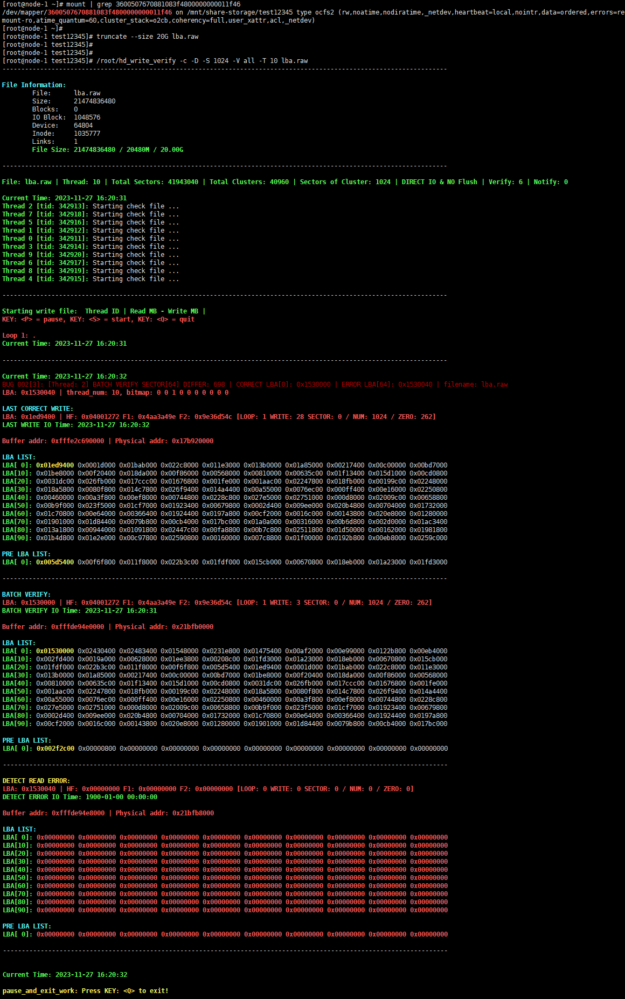 [root@node-1 ~]# mount | grep 3600507670881083f4800000000011f46
/dev/mapper/3600507670881083f4800000000011f46 on /mnt/share-storage/test12345 type ocfs2 (rw,noatime,nodiratime,_netdev,heartbeat=local,nointr,data=ordered,errors=re
mount-ro,atime_quantum=60,cluster_stack=o2cb,coherency=full,user_xattr,acl,_netdev)
[root@node-1 ~]#
[root@node-1 test12345]# truncate --size 20G lba.raw
[root@node-1 test12345]#
[root@node-1 test12345]#
[root@node-1 test12345]# /root/hd_write_verify -c -D -S 1024 -V all -T 10 lba.raw
----------------------------------------------------------------------------------------------------------------------
File Information:
File: lba.raw
Size: 21474836480
Blocks: 0
IO Block: 1048576
Device: 64804
Inode: 1035777
Links: 1
File Size: 21474836480 / 20480M / 20.00G
----------------------------------------------------------------------------------------------------------------------
File: lba.raw | Thread: 10 | Total Sectors: 41943040 | Total Clusters: 40960 | Sectors of Cluster: 1024 | DIRECT IO & NO Flush | Verify: 6 | Notify: 0
Current Time: 2023-11-27 16:20:31
Thread 2 [tid: 342913]: Starting check file ...
Thread 7 [tid: 342918]: Starting check file ...
Thread 5 [tid: 342916]: Starting check file ...
Thread 1 [tid: 342912]: Starting check file ...
Thread 0 [tid: 342911]: Starting check file ...
Thread 3 [tid: 342914]: Starting check file ...
Thread 9 [tid: 342920]: Starting check file ...
Thread 6 [tid: 342917]: Starting check file ...
Thread 8 [tid: 342919]: Starting check file ...
Thread 4 [tid: 342915]: Starting check file ...
----------------------------------------------------------------------------------------------------------------------
Starting write file: Thread ID | Read MB - Write MB |
KEY: <P> = pause, KEY: <S> = start, KEY: <Q> = quit
Loop 1: .
Current Time: 2023-11-27 16:20:31
----------------------------------------------------------------------------------------------------------------------
Current Time: 2023-11-27 16:20:32
BUG 002[3]: [Thread: 2] BATCH VERIFY SECTOR[64] DIFFER: 698 | CORRECT LBA[0]: 0x1530000 | ERROR LBA[64]: 0x1530040 | filename: lba.raw
LBA: 0x1530040 | thread_num: 10, bitmap: 0 0 1 0 0 0 0 0 0 0
LAST CORRECT WRITE:
LBA: 0x1ed9400 | HF: 0x04001272 F1: 0x4aa3a49e F2: 0x9e36d54c [LOOP: 1 WRITE: 28 SECTOR: 0 / NUM: 1024 / ZERO: 262]
LAST WRITE IO Time: 2023-11-27 16:20:32
Buffer addr: 0xfffe2c690000 | Physical addr: 0x17b920000
LBA LIST:
LBA[ 0]: 0x01ed9400 0x0001d000 0x01bab000 0x022c8000 0x011e3000 0x013b0000 0x01a85000 0x00217400 0x00c00000 0x00bd7000
LBA[10]: 0x01be8000 0x00f20400 0x018da000 0x00f86000 0x00568000 0x00810000 0x00635c00 0x01f13400 0x015d1000 0x00cd0800
LBA[20]: 0x0031dc00 0x026fb000 0x017ccc00 0x01676800 0x001fe000 0x001aac00 0x02247800 0x018fb000 0x00199c00 0x02248000
LBA[30]: 0x018a5800 0x0080f800 0x014c7800 0x026f9400 0x014a4400 0x00a55000 0x0076ec00 0x000ff400 0x00e16000 0x02250800
LBA[40]: 0x00460000 0x00a3f800 0x00ef8000 0x00744800 0x0228c800 0x027e5000 0x02751000 0x000d8000 0x02009c00 0x00658800
LBA[50]: 0x00b9f000 0x023f5000 0x01cf7000 0x01923400 0x00679800 0x0002d400 0x009ee000 0x020b4800 0x00704000 0x01732000
LBA[60]: 0x01c70800 0x00e64000 0x00366400 0x01924400 0x0197a800 0x00cf2000 0x0016c000 0x00143800 0x020e8000 0x01280000
LBA[70]: 0x01901000 0x01d84400 0x0079b800 0x00cb4000 0x017bc000 0x01a0a000 0x00316000 0x00b6d800 0x002d0000 0x01ac3400
LBA[80]: 0x013a1800 0x00944000 0x01091800 0x02447c00 0x00fa8800 0x00b7c800 0x02511800 0x01d50000 0x00162000 0x01981800
LBA[90]: 0x01b4d800 0x01e2e000 0x00c97800 0x02590800 0x00160000 0x007c8800 0x01f00000 0x0192b800 0x00eb8000 0x0259c000
PRE LBA LIST:
LBA[ 0]: 0x005d5400 0x00f6f800 0x011f8000 0x022b3c00 0x01fdf000 0x015cb000 0x00670800 0x018eb000 0x01a23000 0x01fd3000
----------------------------------------------------------------------------------------------------------------------
BATCH VERIFY:
LBA: 0x1530000 | HF: 0x04001272 F1: 0x4aa3a49e F2: 0x9e36d54c [LOOP: 1 WRITE: 3 SECTOR: 0 / NUM: 1024 / ZERO: 262]
BATCH VERIFY IO Time: 2023-11-27 16:20:31
Buffer addr: 0xfffde94e0000 | Physical addr: 0x21bfb0000
LBA LIST:
LBA[ 0]: 0x01530000 0x02430400 0x02483400 0x01548000 0x0231e800 0x01475400 0x00af2000 0x00e99000 0x0122b800 0x00eb4000
LBA[10]: 0x002fd400 0x0019a000 0x00628000 0x01ee3800 0x00208c00 0x01fd3000 0x01a23000 0x018eb000 0x00670800 0x015cb000
LBA[20]: 0x01fdf000 0x022b3c00 0x011f8000 0x00f6f800 0x005d5400 0x01ed9400 0x0001d000 0x01bab000 0x022c8000 0x011e3000
LBA[30]: 0x013b0000 0x01a85000 0x00217400 0x00c00000 0x00bd7000 0x01be8000 0x00f20400 0x018da000 0x00f86000 0x00568000
LBA[40]: 0x00810000 0x00635c00 0x01f13400 0x015d1000 0x00cd0800 0x0031dc00 0x026fb000 0x017ccc00 0x01676800 0x001fe000
LBA[50]: 0x001aac00 0x02247800 0x018fb000 0x00199c00 0x02248000 0x018a5800 0x0080f800 0x014c7800 0x026f9400 0x014a4400
LBA[60]: 0x00a55000 0x0076ec00 0x000ff400 0x00e16000 0x02250800 0x00460000 0x00a3f800 0x00ef8000 0x00744800 0x0228c800
LBA[70]: 0x027e5000 0x02751000 0x000d8000 0x02009c00 0x00658800 0x00b9f000 0x023f5000 0x01cf7000 0x01923400 0x00679800
LBA[80]: 0x0002d400 0x009ee000 0x020b4800 0x00704000 0x01732000 0x01c70800 0x00e64000 0x00366400 0x01924400 0x0197a800
LBA[90]: 0x00cf2000 0x0016c000 0x00143800 0x020e8000 0x01280000 0x01901000 0x01d84400 0x0079b800 0x00cb4000 0x017bc000
PRE LBA LIST:
LBA[ 0]: 0x002f2c00 0x00000800 0x00000000 0x00000000 0x00000000 0x00000000 0x00000000 0x00000000 0x00000000 0x00000000
----------------------------------------------------------------------------------------------------------------------
DETECT READ ERROR:
LBA: 0x1530040 | HF: 0x00000000 F1: 0x00000000 F2: 0x00000000 [LOOP: 0 WRITE: 0 SECTOR: 0 / NUM: 0 / ZERO: 0]
DETECT ERROR IO Time: 1900-01-00 00:00:00
Buffer addr: 0xfffde94e8000 | Physical addr: 0x21bfb8000
LBA LIST:
LBA[ 0]: 0x00000000 0x00000000 0x00000000 0x00000000 0x00000000 0x00000000 0x00000000 0x00000000 0x00000000 0x00000000
LBA[10]: 0x00000000 0x00000000 0x00000000 0x00000000 0x00000000 0x00000000 0x00000000 0x00000000 0x00000000 0x00000000
LBA[20]: 0x00000000 0x00000000 0x00000000 0x00000000 0x00000000 0x00000000 0x00000000 0x00000000 0x00000000 0x00000000
LBA[30]: 0x00000000 0x00000000 0x00000000 0x00000000 0x00000000 0x00000000 0x00000000 0x00000000 0x00000000 0x00000000
LBA[40]: 0x00000000 0x00000000 0x00000000 0x00000000 0x00000000 0x00000000 0x00000000 0x00000000 0x00000000 0x00000000
LBA[50]: 0x00000000 0x00000000 0x00000000 0x00000000 0x00000000 0x00000000 0x00000000 0x00000000 0x00000000 0x00000000
LBA[60]: 0x00000000 0x00000000 0x00000000 0x00000000 0x00000000 0x00000000 0x00000000 0x00000000 0x00000000 0x00000000
LBA[70]: 0x00000000 0x00000000 0x00000000 0x00000000 0x00000000 0x00000000 0x00000000 0x00000000 0x00000000 0x00000000
LBA[80]: 0x00000000 0x00000000 0x00000000 0x00000000 0x00000000 0x00000000 0x00000000 0x00000000 0x00000000 0x00000000
LBA[90]: 0x00000000 0x00000000 0x00000000 0x00000000 0x00000000 0x00000000 0x00000000 0x00000000 0x00000000 0x00000000
PRE LBA LIST:
LBA[ 0]: 0x00000000 0x00000000 0x00000000 0x00000000 0x00000000 0x00000000 0x00000000 0x00000000 0x00000000 0x00000000
----------------------------------------------------------------------------------------------------------------------
Current Time: 2023-11-27 16:20:32
pause_and_exit_work: Press KEY: <Q> to exit!